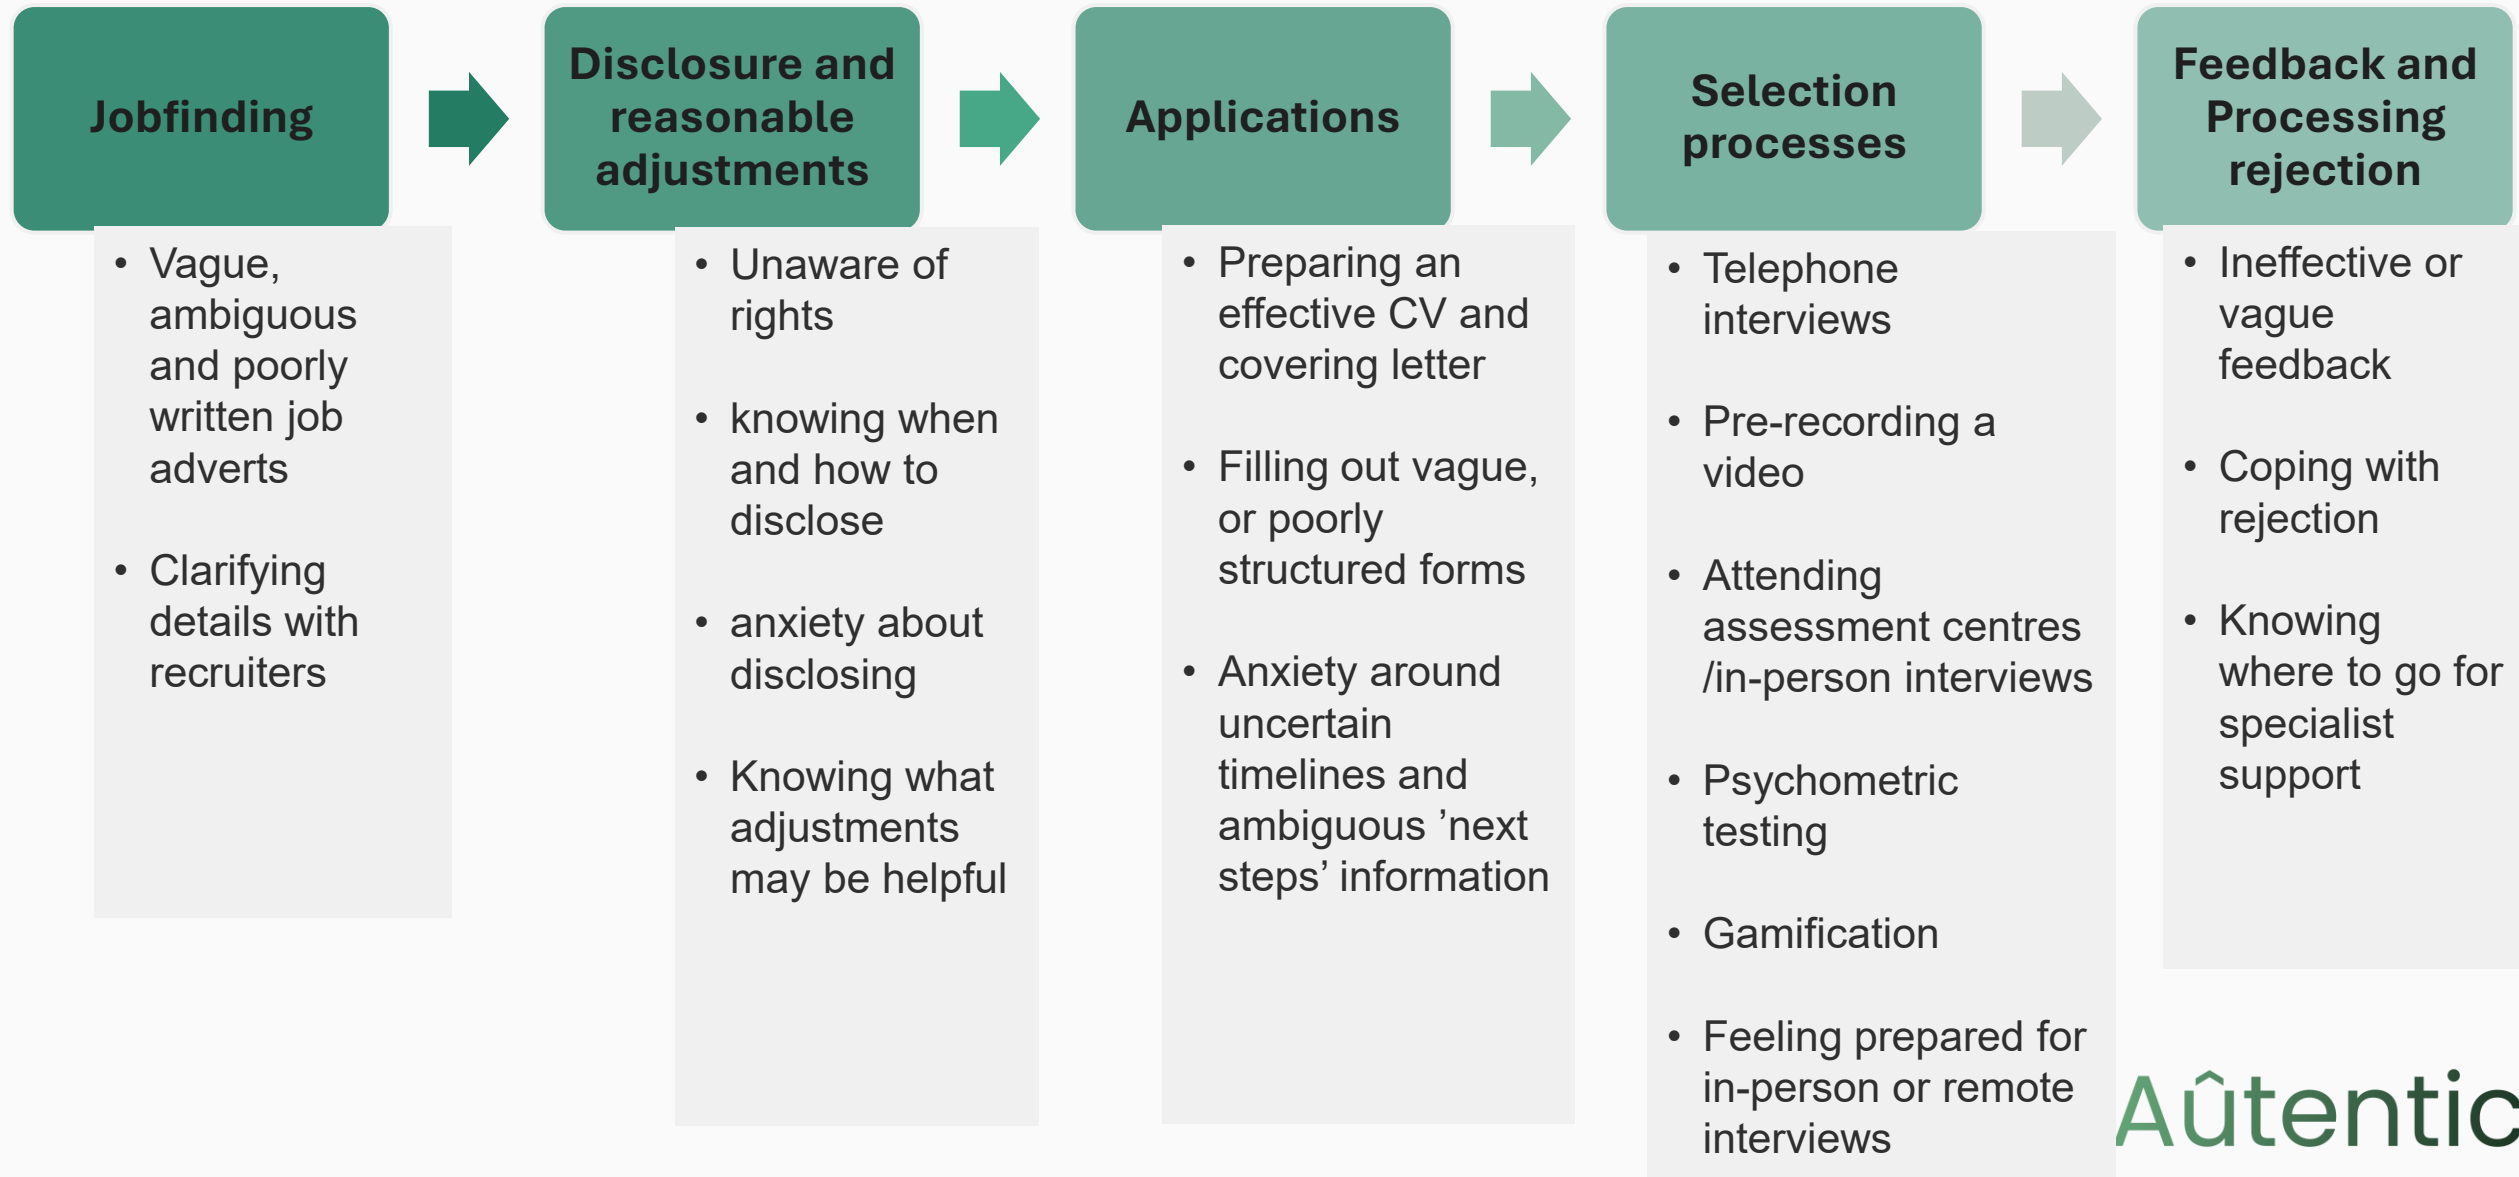 Jobfinding
Disclosure and
reasonable
adjustments
Applications
Selection
processes
Feedback and
Processing
rejection
• Vague,
ambiguous
and poorly
written job
adverts
• Clarifying
details with
recruiters
• Unaware of
rights
• knowing when
and how to
disclose
• anxiety about
disclosing
• Knowing what
adjustments
may be helpful
• Preparing an
effective CV and
covering letter
• Filling out vague,
or poorly
structured forms
• Anxiety around
uncertain
timelines and
ambiguous ’next
steps’ information
• Telephone
interviews
• Pre-recording a
video
• Attending
assessment centres
/in-person interviews
• Psychometric
testing
• Gamification
• Feeling prepared for
in-person or remote
interviews
• Ineffective or
vague
feedback
• Coping with
rejection
• Knowing
where to go for
specialist
support
Aûtentic